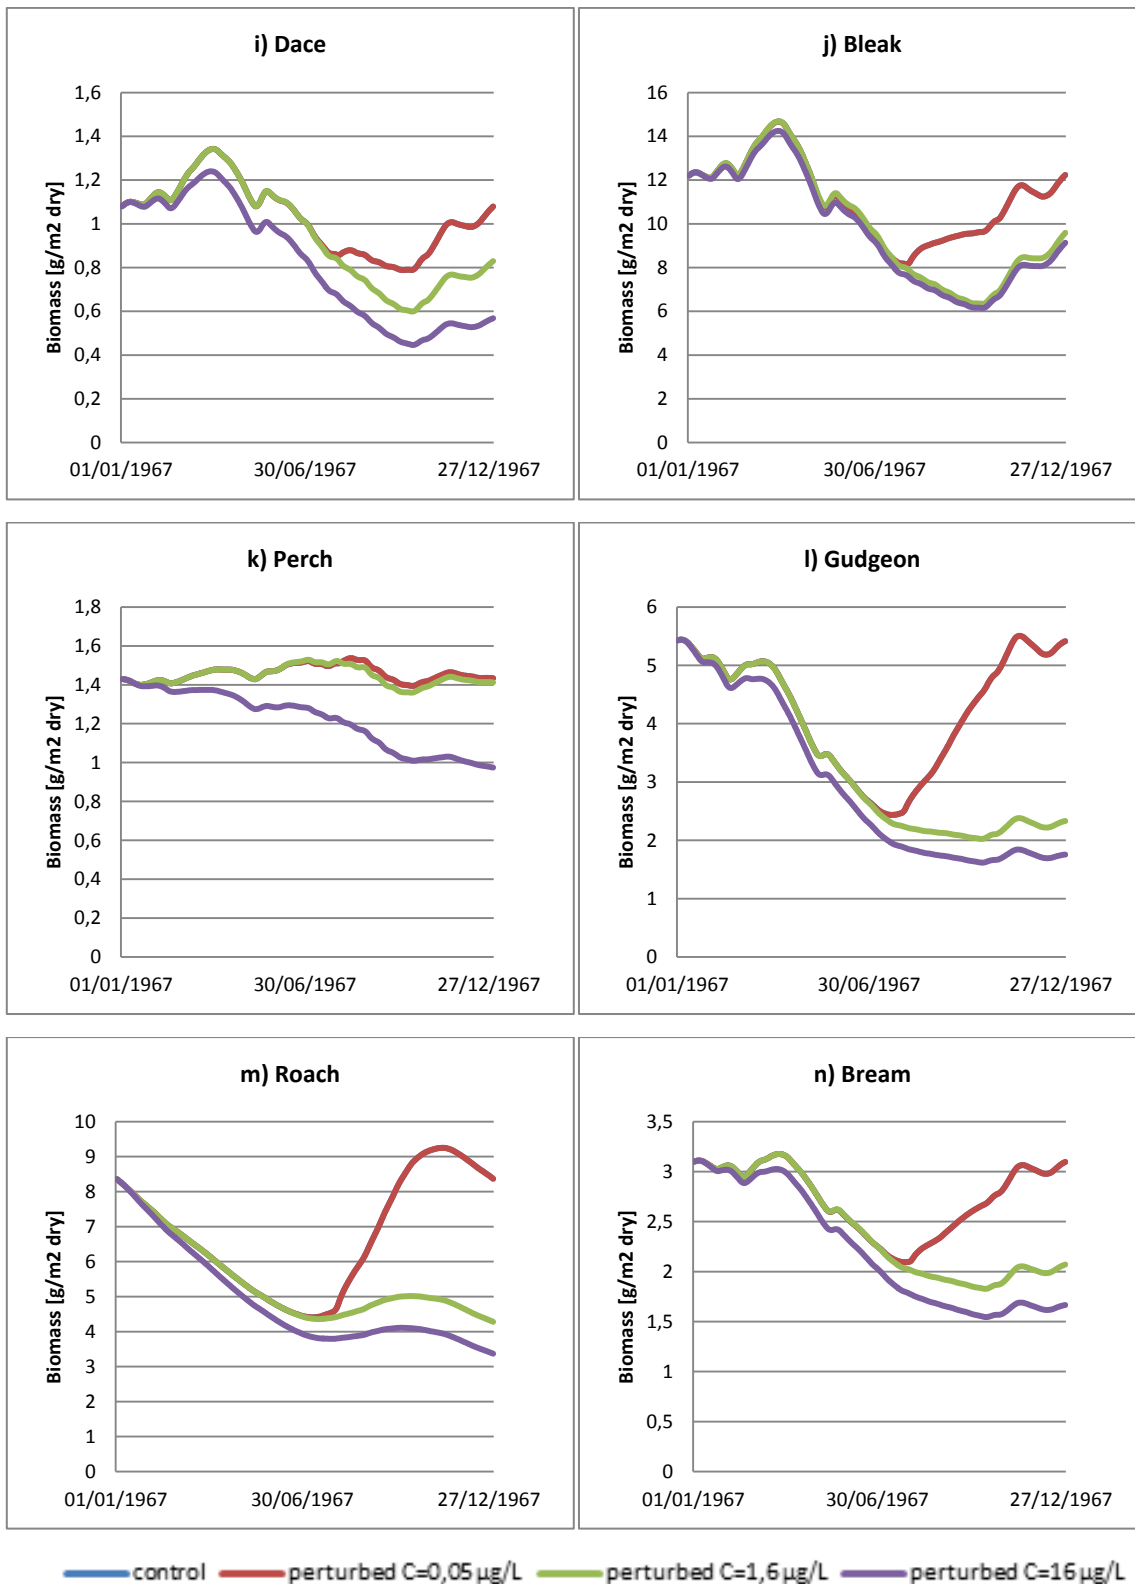 i) Dace
Biomass [g/m2 dry]
1,6
1,4
1,2
1
0,8
0,6
0,4
0,2
0
01/01/1967 30/06/1967 27/12/1967
j) Bleak
Biomass [g/m2 dry]
16
14
12
10
8
6
4
2
0
01/01/1967 30/06/1967 27/12/1967
k) Perch
Biomass [g/m2 dry]
1,8
1,6
1,4
1,2
1
0,8
0,6
0,4
0,2
0
01/01/1967 30/06/1967 27/12/1967
l) Gudgeon
Biomass [g/m2 dry]
6
5
4
3
2
1
0
01/01/1967 30/06/1967 27/12/1967
m) Roach
Biomass [g/m2 dry]
10
9
8
7
6
5
4
3
2
1
0
01/01/1967 30/06/1967 27/12/1967
n) Bream
Biomass [g/m2 dry]
3,5
3
2,5
2
1,5
1
0,5
0
01/01/1967 30/06/1967 27/12/1967
control perturbed C=0,05 µg/L perturbed C=1,6 µg/L perturbed C=16 µg/L